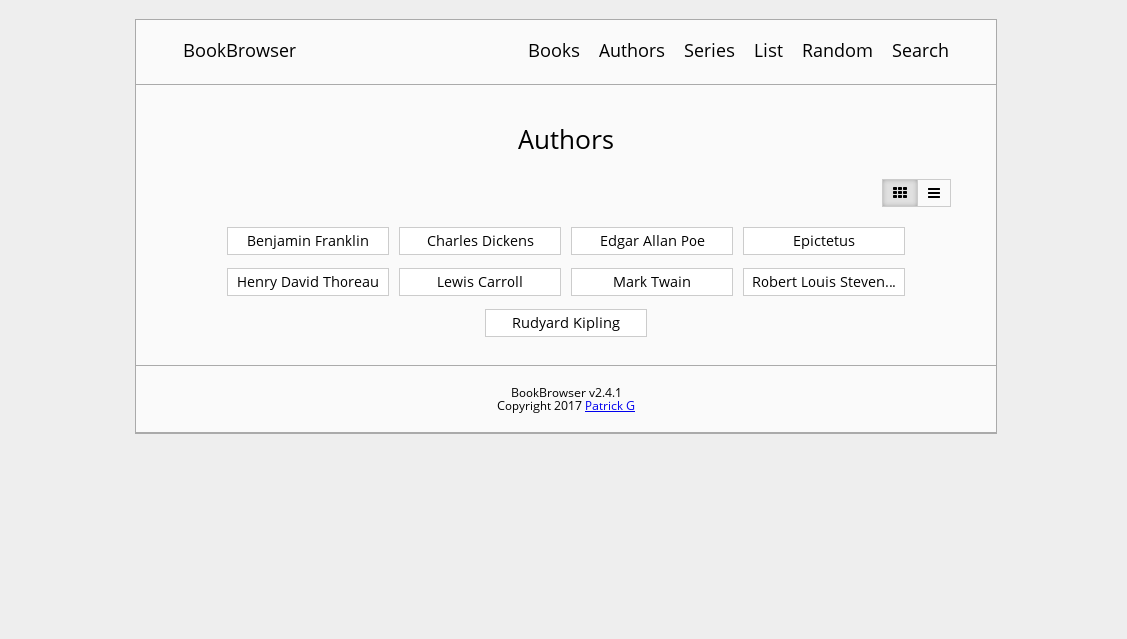 BookBrowser Books Authors Series List Random Search
Authors
Benjamin Franklin Charles Dickens Edgar Allan Poe Epictetus
Henry David Thoreau Lewis Carroll Mark Twain Robert Louis Steven...
Rudyard Kipling
BookBrowser v2.4.1
Copyright 2017 Patrick G